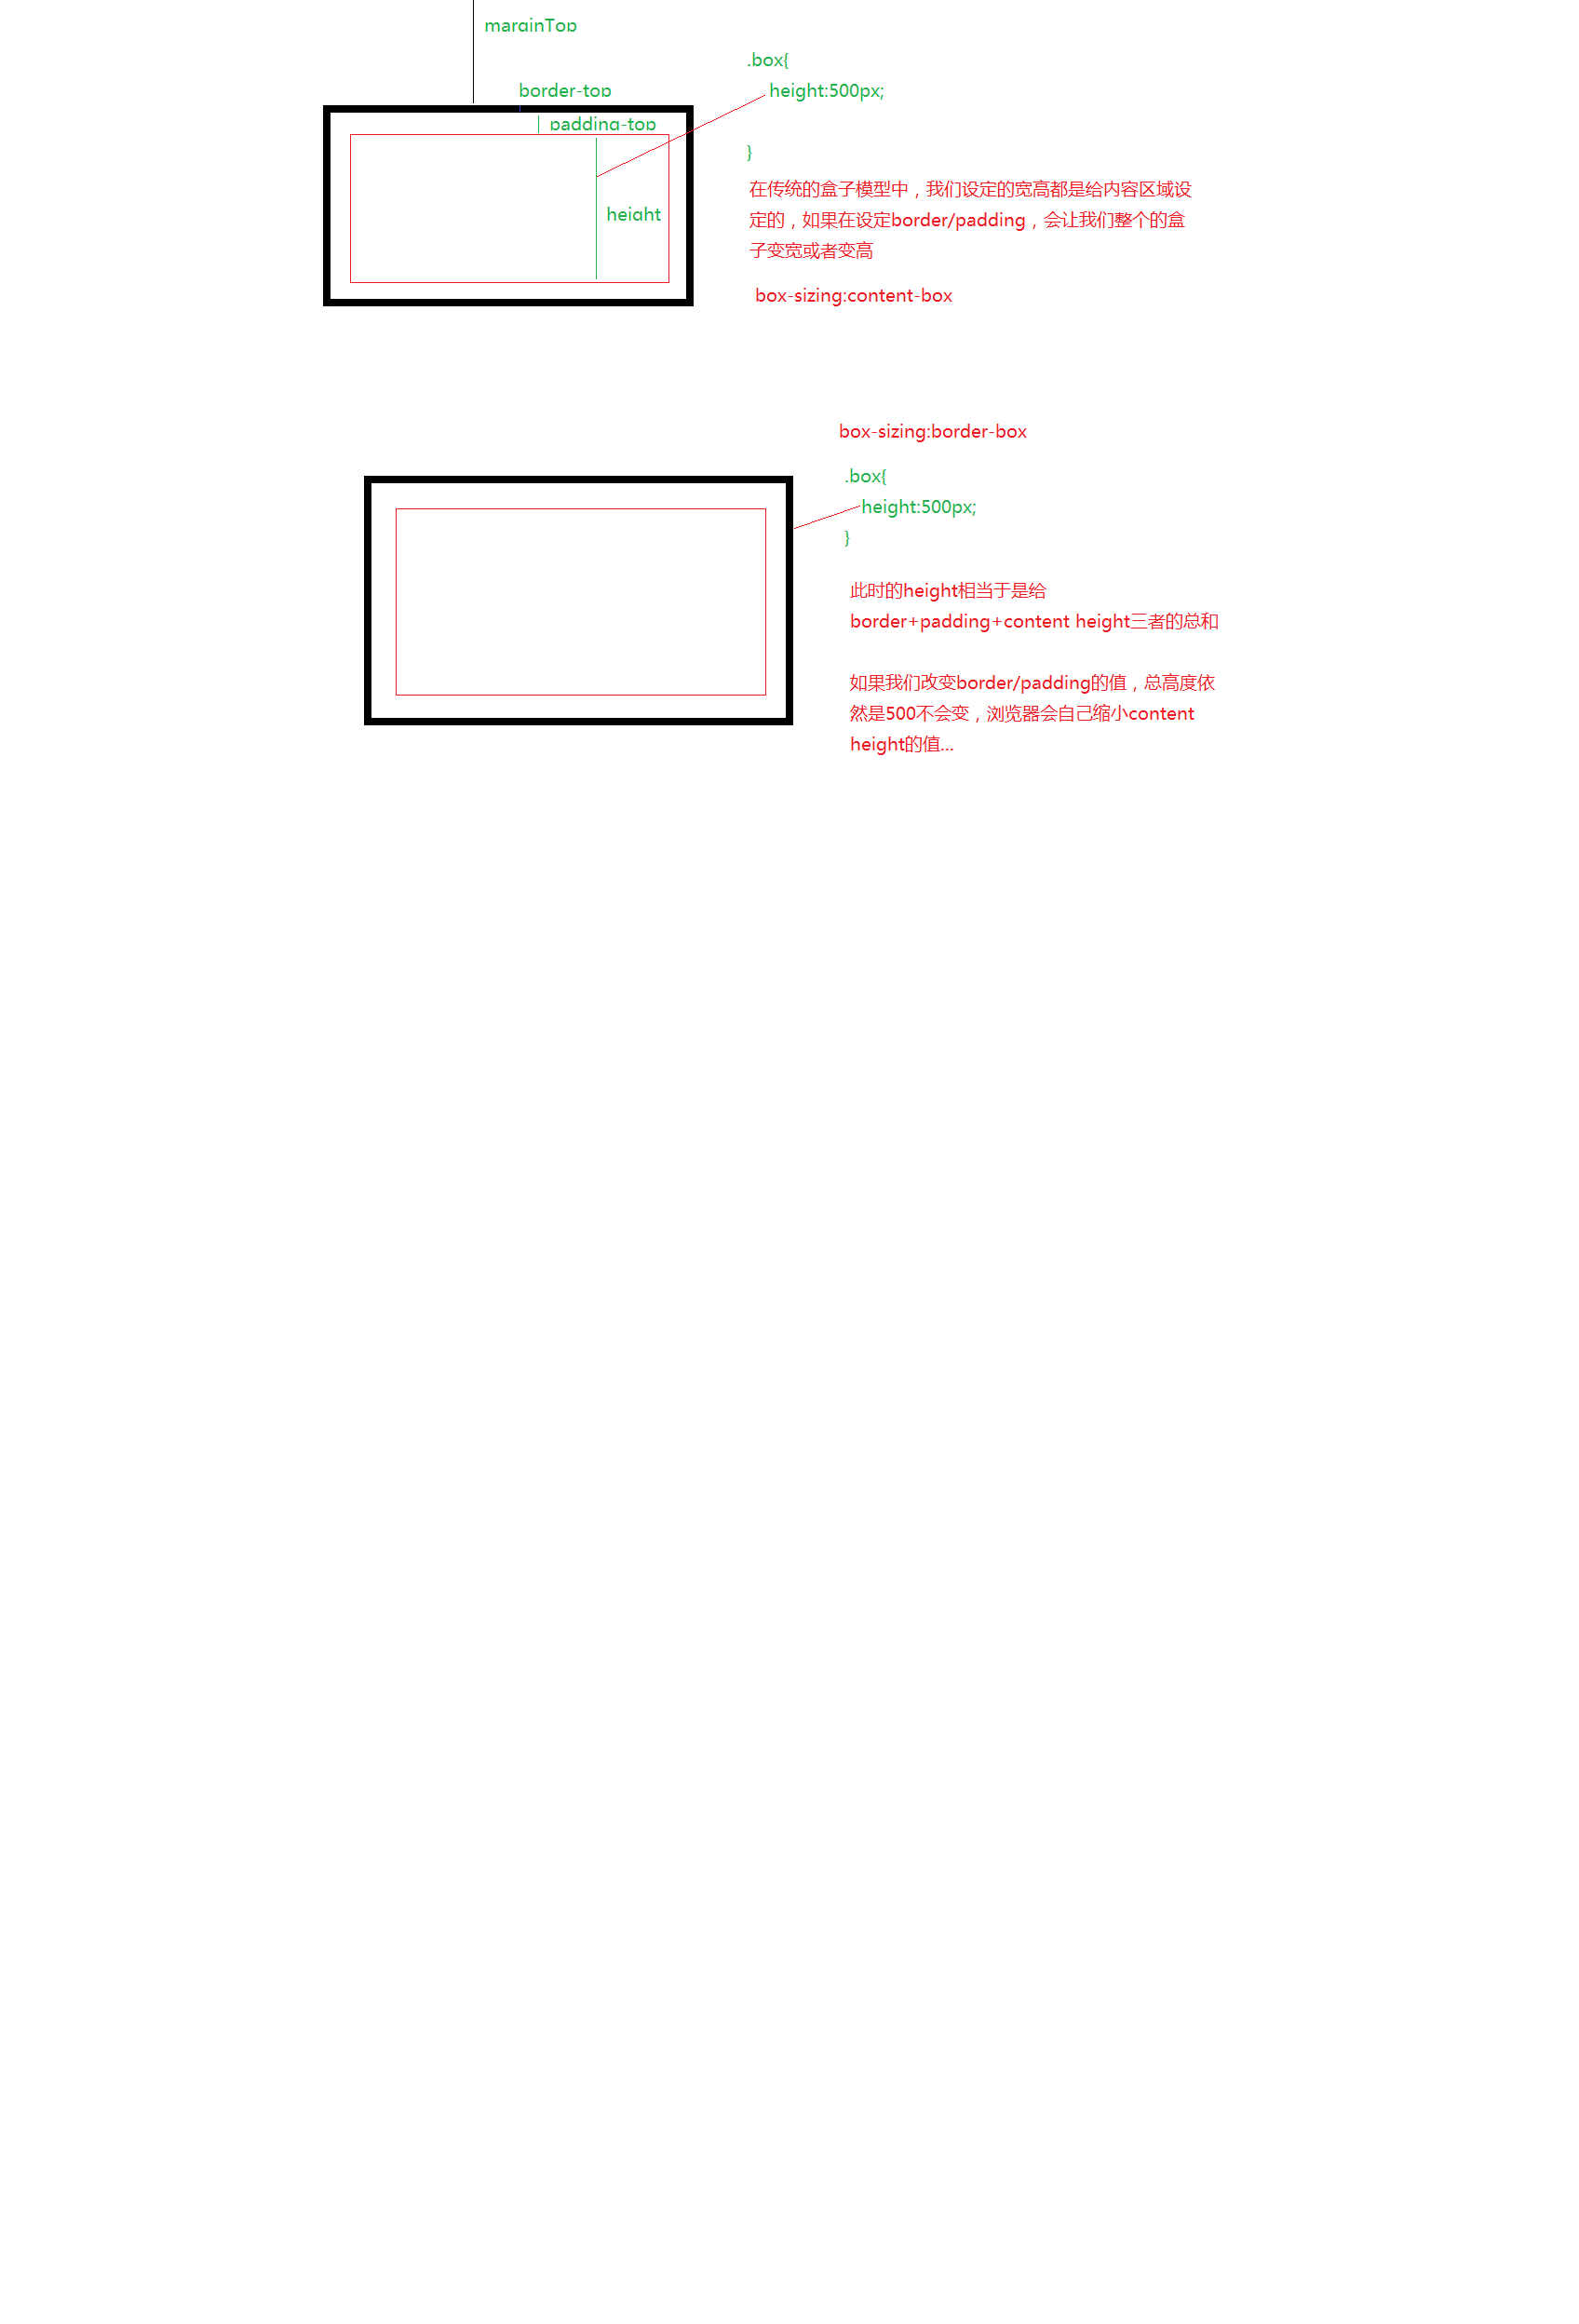 marginTop
.box{
border-top
height:500px;
padding-top
}
在传统的盒子模型中，我们设定的宽高都是给内容区域设
height
定的，如果在设定border/padding，会让我们整个的盒
子变宽或者变高
box-sizing:content-box
box-sizing:border-box
.box{
height:500px;
}
此时的height相当于是给
border+padding+content height三者的总和
如果我们改变border/padding的值，总高度依
然是500不会变，浏览器会自己缩小content
height的值...